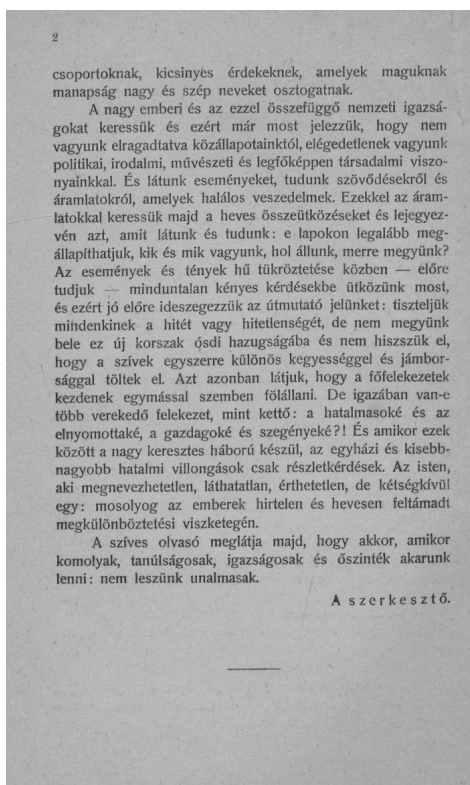 2
csoportoknak, kicsinyes érdekeknek, amelyek maguknak
manapság nagy és szép neveket osztogatnak.
A nagy emberi és az ezzel összefüggő nemzeti igazsá-
gokat keressük és ezért már most jelezzük, hogy nem
vagyunk elragadtatva közállapotainktól, elégedetlenek vagyunk
politikai, irodalmi, művészeti és legfőképpen társadalmi viszo-
nyainkkal. És látunk eseményeket, tudunk szövődésekről és
áramlatokról, amelyek halálos veszedelmek. Ezekkel az áram-
latokkal keressük majd a heves összeütközéseket és lejegyez-
vén azt, amit látunk és tudunk: e lapokon legalább meg-
állapíthatjuk, kik és mik vagyunk, hol állunk, merre megyünk?
Az események és tények hű tükröztetése közben — előre
tudjuk — minduntalan kényes kérdésekbe ütközünk most,
és ezért jó előre ideszegezzük az útmutató jelünket: tiszteljük
mindenkinek a hitét vagy hitetlenségét, de nem megyünk
bele ez új korszak ósdi hazugságába és nem hiszszük el,
hogy a szívek egyszerre különös kegyességgel és jámbor-
sággal töltek el. Azt azonban látjuk, hogy a főfelekezetek
kezdenek egymással szemben fölállani. De igazában van-e
több verekedő felekezet, mint kettő: a hatalmasoké és az
elnyomottaké, a gazdagoké és szegényeké?! És amikor ezek
között a nagy keresztes háború készül, az egyházi és kisebb-
nagyobb hatalmi villongások csak részletkérdések. Az isten,
aki megnevezhetetlen, láthatatlan, érthetetlen, de kétségkívül
egy: mosolyog az emberek hirtelen és hevesen feltámadt
megkülönböztetési viszketegén.
A szíves olvasó meglátja majd, hogy akkor, amikor
komolyak, tanúlságosak, igazságosak és őszinték akarunk
lenni: nem leszünk unalmasak.
A szerkesztő.